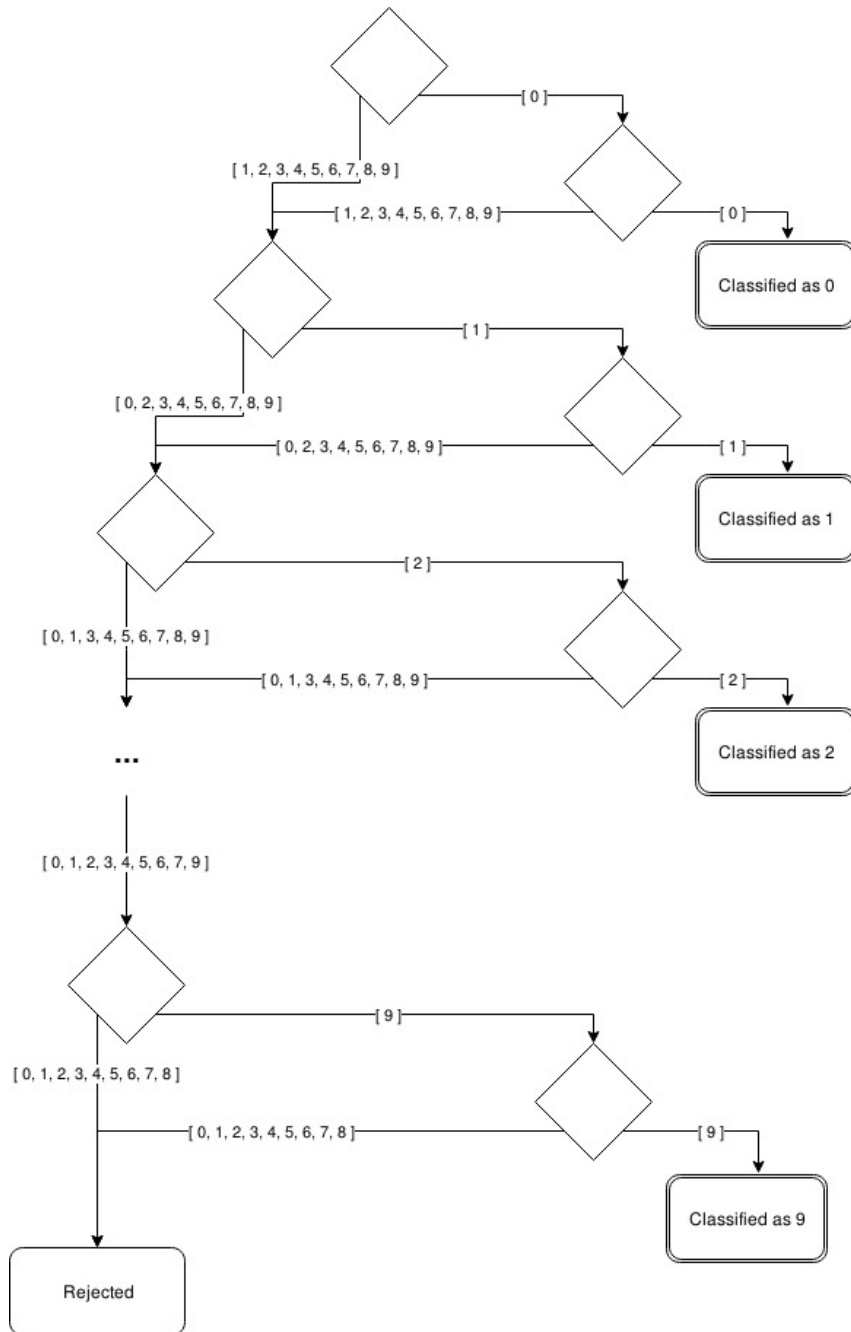 [ 0 ]
[ 1, 2, 3, 4, 5, 6, 7, 8, 9 ]
[ 1, 2, 3, 4, 5, 6, 7, 8, 9 ]
[ 0 ]
Classified as 0
[ 1 ]
[ 0, 2, 3, 4, 5, 6, 7, 8, 9 ]
[ 0, 2, 3, 4, 5, 6, 7, 8, 9 ]
[ 1 ]
Classified as 1
[ 2 ]
[ 0, 1, 3, 4, 5, 6, 7, 8, 9 ]
[ 0, 1, 3, 4, 5, 6, 7, 8, 9 ]
[ 2 ]
Classified as 2
...
[ 0, 1, 2, 3, 4, 5, 6, 7, 9 ]
[ 9 ]
[ 0, 1, 2, 3, 4, 5, 6, 7, 8 ]
[ 0, 1, 2, 3, 4, 5, 6, 7, 8 ]
[ 9 ]
Classified as 9
Rejected